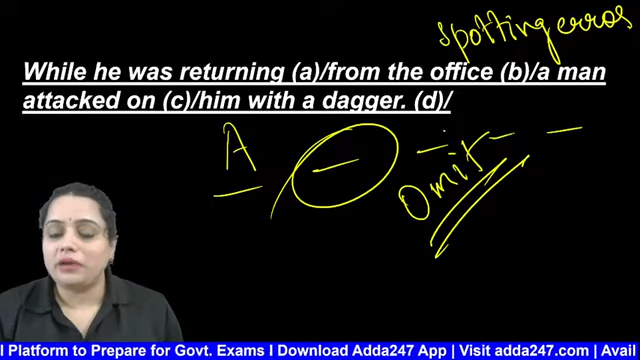 Spotting erros
While he was returning (a)/from the office (b)/a man
attacked on (c)/him with a dagger. (d)/
A
Omit
l Platform to Prepare for Govt. Exams I Download Adda247 App | Visit adda247.com | Avail